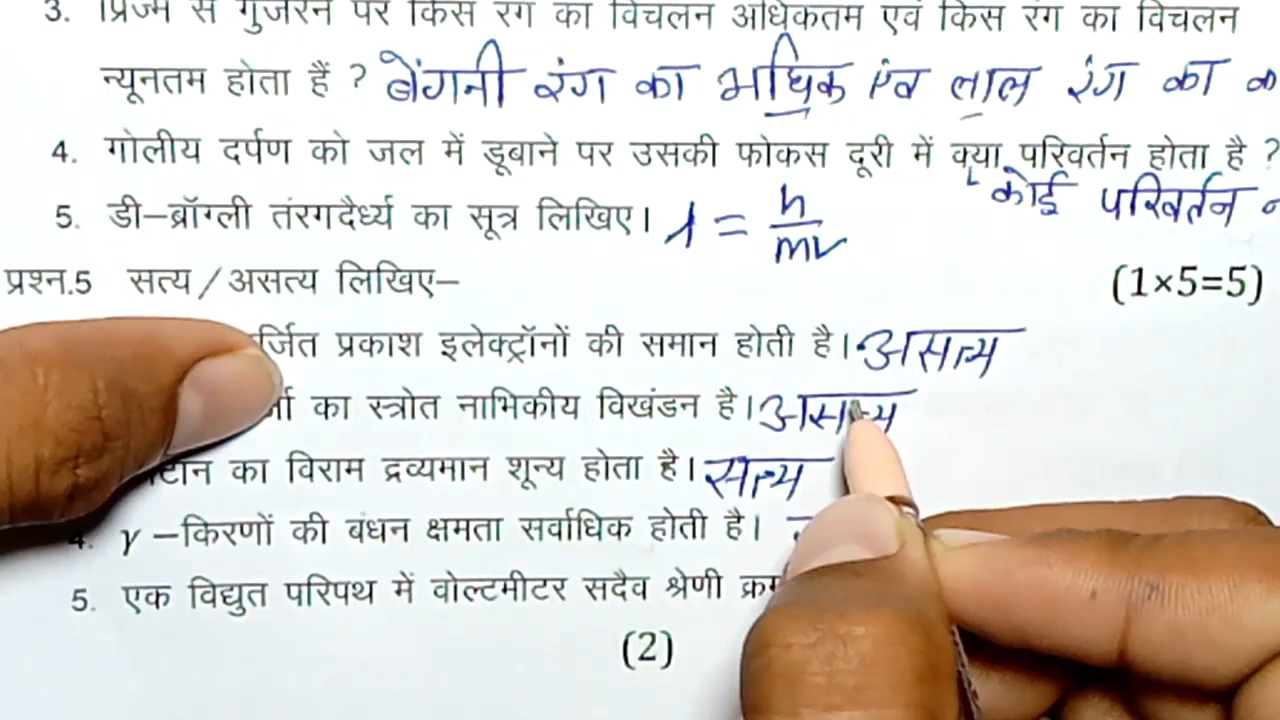 3. प्रिज्म से गुजरने पर किस रंग का विचलन अधिकतम एवं किस रंग का विचलन
न्यूनतम होता हैं ? बेंगनी रंग का अधिक एंव लाल रंग का
4. गोलीय दर्पण को जल में डूबाने पर उसकी फोकस दूरी में क्या परिवर्तन होता है ?
कोई परिवर्तन
5. डी–ब्रॉग्ली तंरगदैर्ध्य का सूत्र लिखिए। λ = h/mv
प्रश्न.5 सत्य / असत्य लिखिए– (1×5=5)
र्जित प्रकाश इलेक्ट्रॉनों की समान होती है। असत्य
र्जा का स्त्रोत नाभिकीय विखंडन है। असत्य
का विराम द्रव्यमान शून्य होता है। सत्य
4. γ –किरणों की बंधन क्षमता सर्वाधिक होती है।
5. एक विद्युत परिपथ में वोल्टमीटर सदैव श्रेणी
(2)